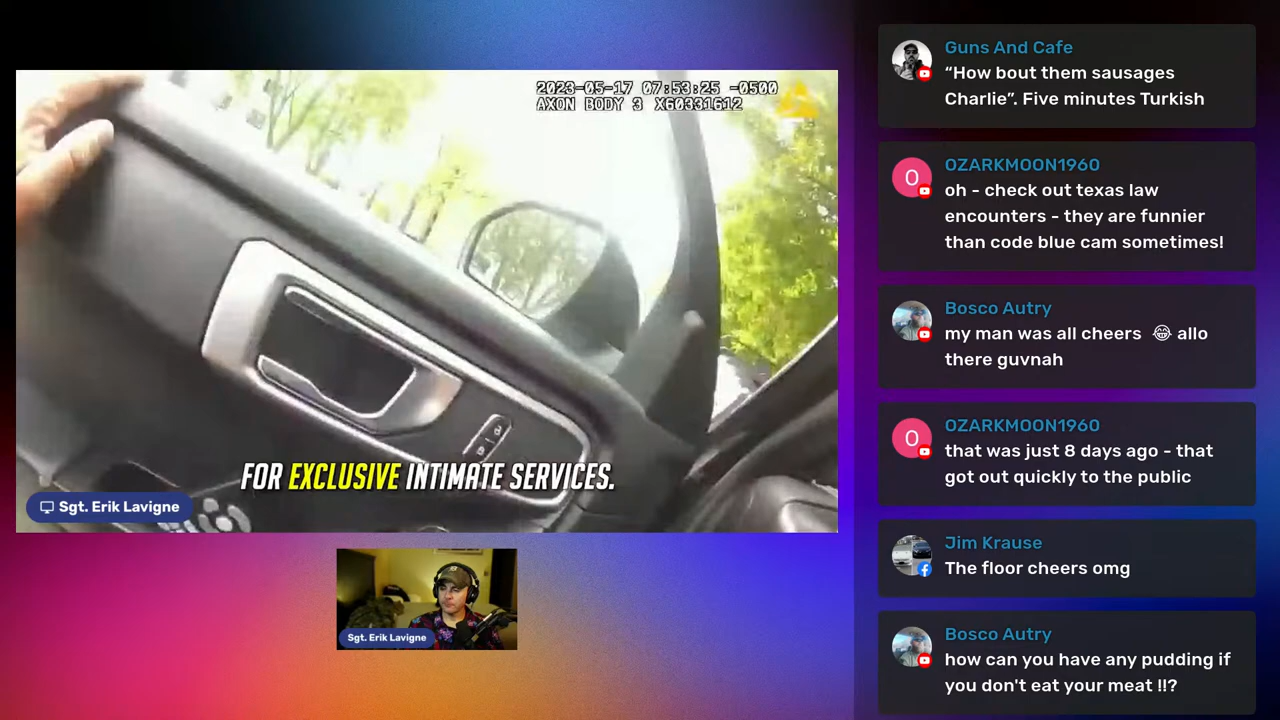 2023-05-17 07:53:25 -0500
AXON BODY 3 X60331612
FOR EXCLUSIVE INTIMATE SERVICES.
Sgt. Erik Lavigne
Sgt. Erik Lavigne
Guns And Cafe
“How bout them sausages
Charlie”. Five minutes Turkish
O
OZARKMOON1960
oh - check out texas law
encounters - they are funnier
than code blue cam sometimes!
Bosco Autry
my man was all cheers 😂 allo
there guvnah
O
OZARKMOON1960
that was just 8 days ago - that
got out quickly to the public
Jim Krause
The floor cheers omg
Bosco Autry
how can you have any pudding if
you don't eat your meat !!?